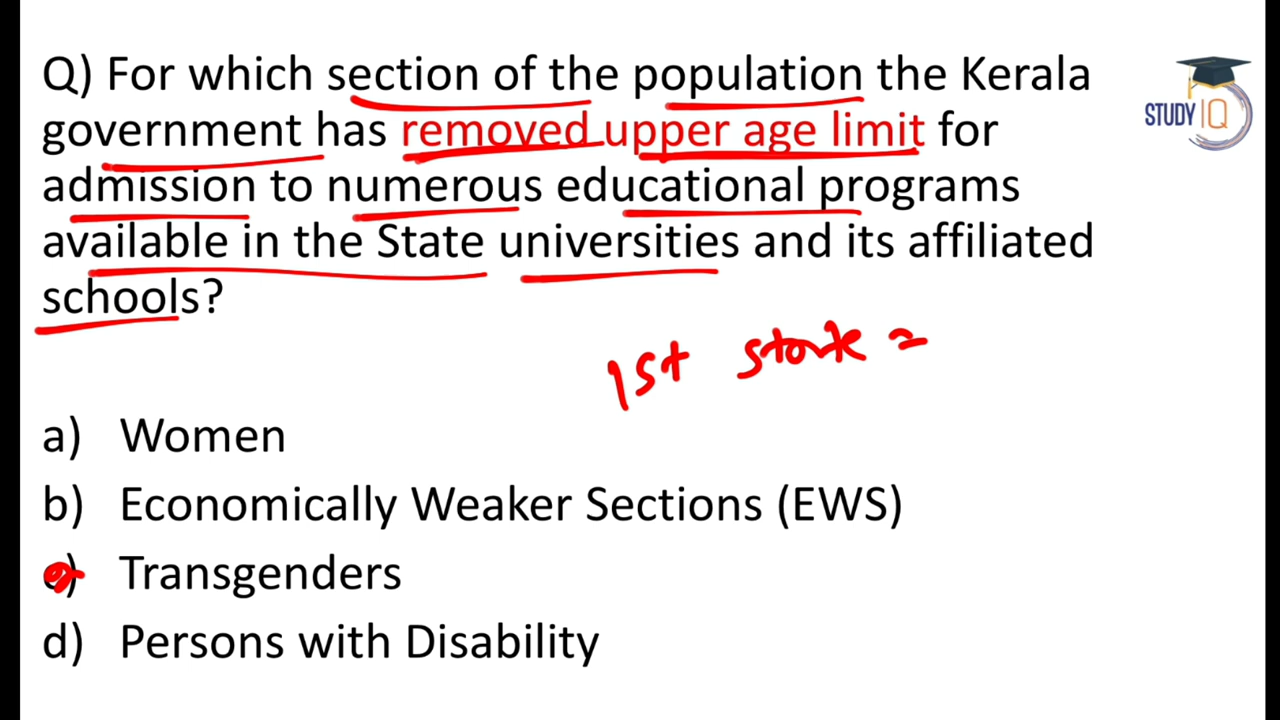 Q) For which section of the population the Kerala
government has removed upper age limit for
admission to numerous educational programs
available in the State universities and its affiliated
schools?
STUDY IQ
1st state =
a) Women
b) Economically Weaker Sections (EWS)
c) Transgenders
d) Persons with Disability